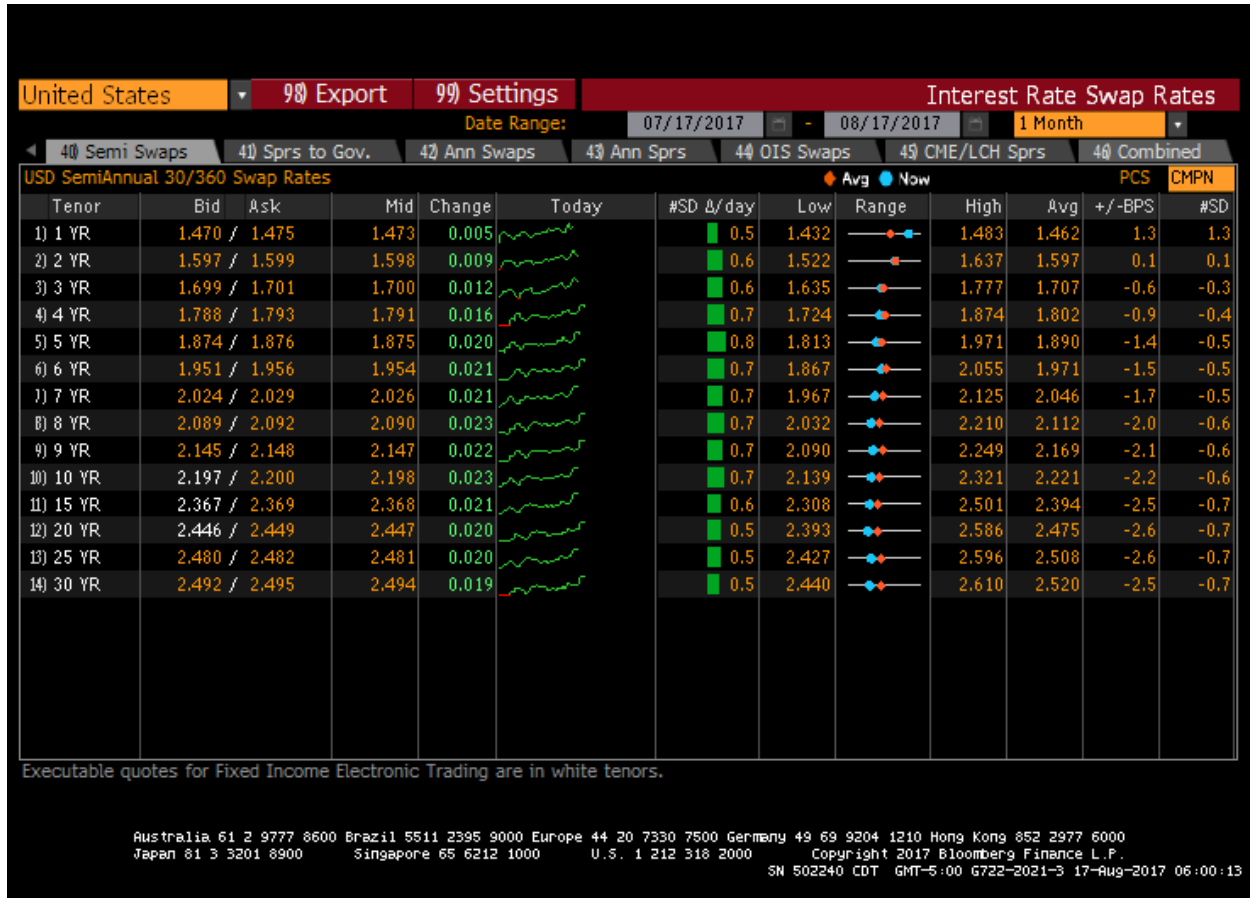 United States 98) Export 99) Settings Interest Rate Swap Rates
Date Range: 07/17/2017 - 08/17/2017 1 Month
40) Semi Swaps 41) Sprs to Gov. 42) Ann Swaps 43) Ann Sprs 44) OIS Swaps 45) CME/LCH Sprs 46) Combined
USD SemiAnnual 30/360 Swap Rates Avg Now PCS CMPN
Tenor Bid Ask Mid Change Today #SD Δ/day Low Range High Avg +/-BPS #SD
1) 1 YR 1.470 / 1.475 1.473 0.005 0.5 1.432 1.483 1.462 1.3 1.3
2) 2 YR 1.597 / 1.599 1.598 0.009 0.6 1.522 1.637 1.597 0.1 0.1
3) 3 YR 1.699 / 1.701 1.700 0.012 0.6 1.635 1.777 1.707 -0.6 -0.3
4) 4 YR 1.788 / 1.793 1.791 0.016 0.7 1.724 1.874 1.802 -0.9 -0.4
5) 5 YR 1.874 / 1.876 1.875 0.020 0.8 1.813 1.971 1.890 -1.4 -0.5
6) 6 YR 1.951 / 1.956 1.954 0.021 0.7 1.867 2.055 1.971 -1.5 -0.5
7) 7 YR 2.024 / 2.029 2.026 0.021 0.7 1.967 2.125 2.046 -1.7 -0.5
8) 8 YR 2.089 / 2.092 2.090 0.023 0.7 2.032 2.210 2.112 -2.0 -0.6
9) 9 YR 2.145 / 2.148 2.147 0.022 0.7 2.090 2.249 2.169 -2.1 -0.6
10) 10 YR 2.197 / 2.200 2.198 0.023 0.7 2.139 2.321 2.221 -2.2 -0.6
11) 15 YR 2.367 / 2.369 2.368 0.021 0.6 2.308 2.501 2.394 -2.5 -0.7
12) 20 YR 2.446 / 2.449 2.447 0.020 0.5 2.393 2.586 2.475 -2.6 -0.7
13) 25 YR 2.480 / 2.482 2.481 0.020 0.5 2.427 2.596 2.508 -2.6 -0.7
14) 30 YR 2.492 / 2.495 2.494 0.019 0.5 2.440 2.610 2.520 -2.5 -0.7
Executable quotes for Fixed Income Electronic Trading are in white tenors.
Australia 61 2 9777 8600 Brazil 5511 2395 9000 Europe 44 20 7330 7500 Germany 49 69 9204 1210 Hong Kong 852 2977 6000
Japan 81 3 3201 8900 Singapore 65 6212 1000 U.S. 1 212 318 2000 Copyright 2017 Bloomberg Finance L.P.
SN 502240 CDT GMT-5:00 G722-2021-3 17-Aug-2017 06:00:13